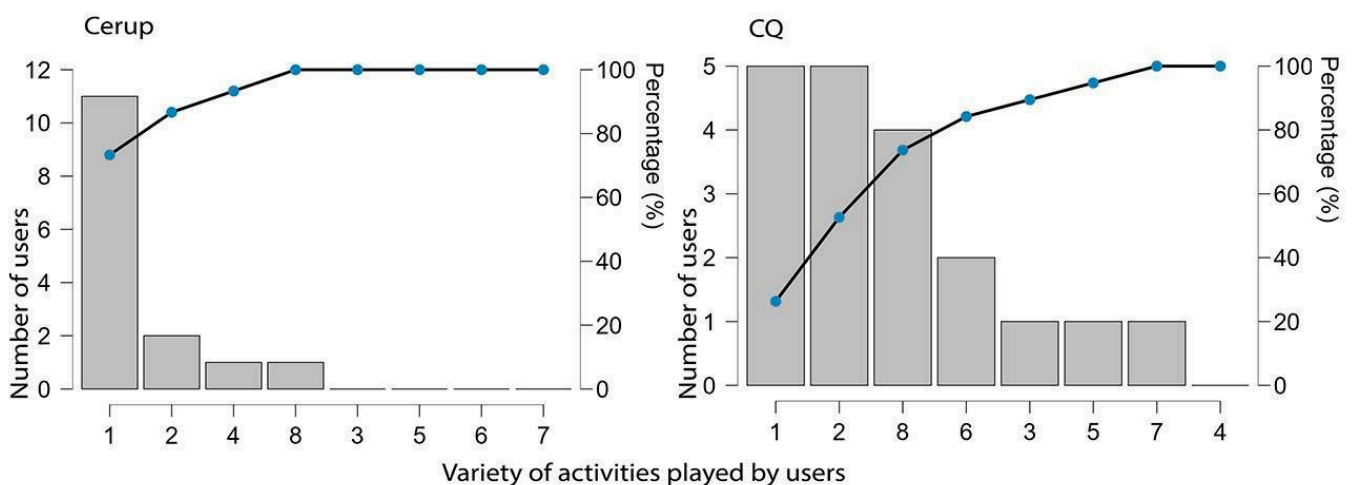 Cerup
CQ
Number of users
12
10
8
6
4
2
0
Percentage (%)
100
80
60
40
20
0
1 2 4 8 3 5 6 7
Number of users
5
4
3
2
1
0
Percentage (%)
100
80
60
40
20
0
1 2 8 6 3 5 7 4
Variety of activities played by users